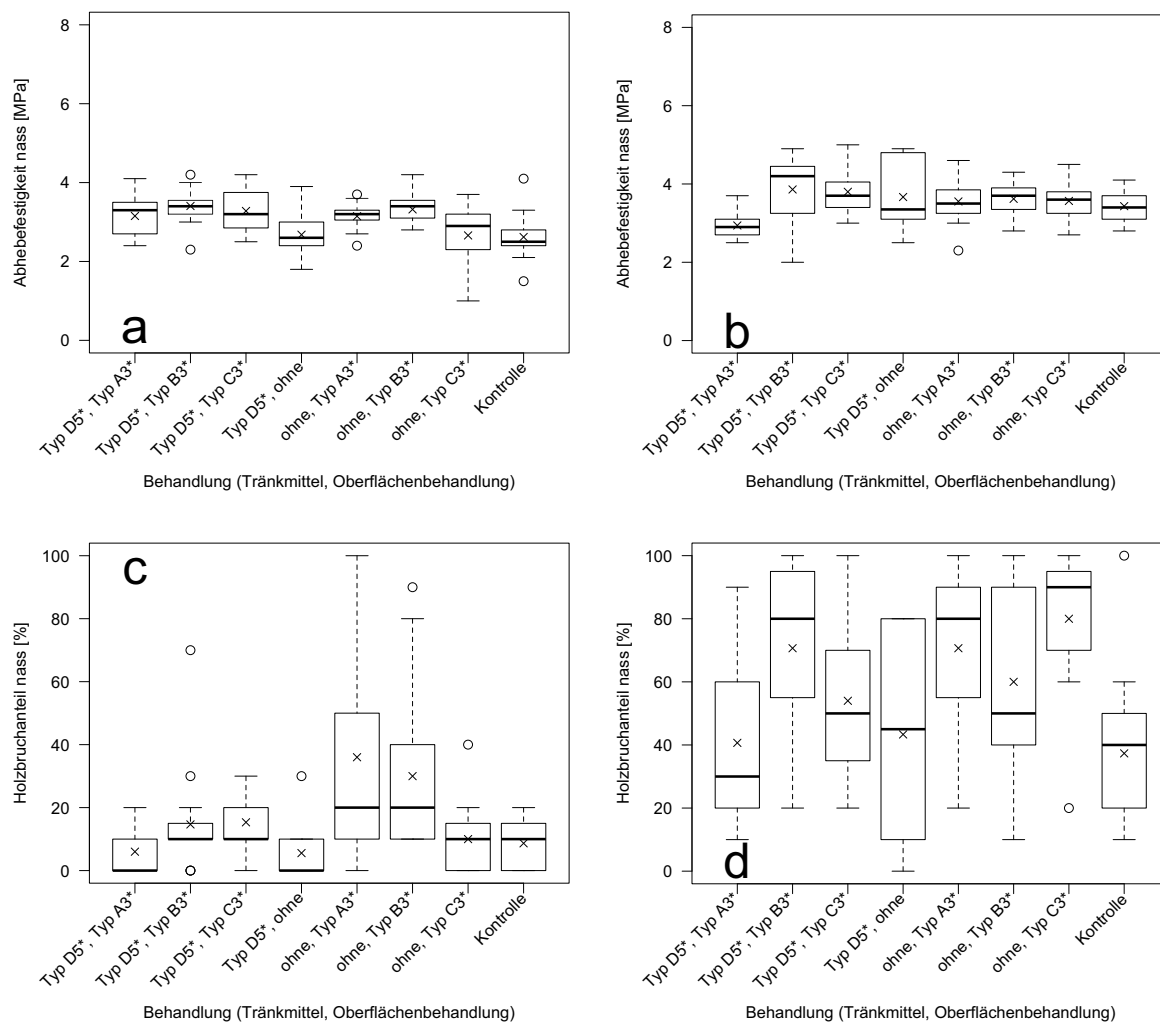 Abhebefestigkeit nass [MPa]
8
6
4
2
0
a
Typ D5*, Typ A3*
Typ D5*, Typ B3*
Typ D5*, Typ C3*
Typ D5*, ohne
ohne, Typ A3*
ohne, Typ B3*
ohne, Typ C3*
Kontrolle
Behandlung (Tränkmittel, Oberflächenbehandlung)
Abhebefestigkeit nass [MPa]
8
6
4
2
0
b
Typ D5*, Typ A3*
Typ D5*, Typ B3*
Typ D5*, Typ C3*
Typ D5*, ohne
ohne, Typ A3*
ohne, Typ B3*
ohne, Typ C3*
Kontrolle
Behandlung (Tränkmittel, Oberflächenbehandlung)
Holzbruchanteil nass [%]
100
80
60
40
20
0
c
Typ D5*, Typ A3*
Typ D5*, Typ B3*
Typ D5*, Typ C3*
Typ D5*, ohne
ohne, Typ A3*
ohne, Typ B3*
ohne, Typ C3*
Kontrolle
Behandlung (Tränkmittel, Oberflächenbehandlung)
Holzbruchanteil nass [%]
100
80
60
40
20
0
d
Typ D5*, Typ A3*
Typ D5*, Typ B3*
Typ D5*, Typ C3*
Typ D5*, ohne
ohne, Typ A3*
ohne, Typ B3*
ohne, Typ C3*
Kontrolle
Behandlung (Tränkmittel, Oberflächenbehandlung)